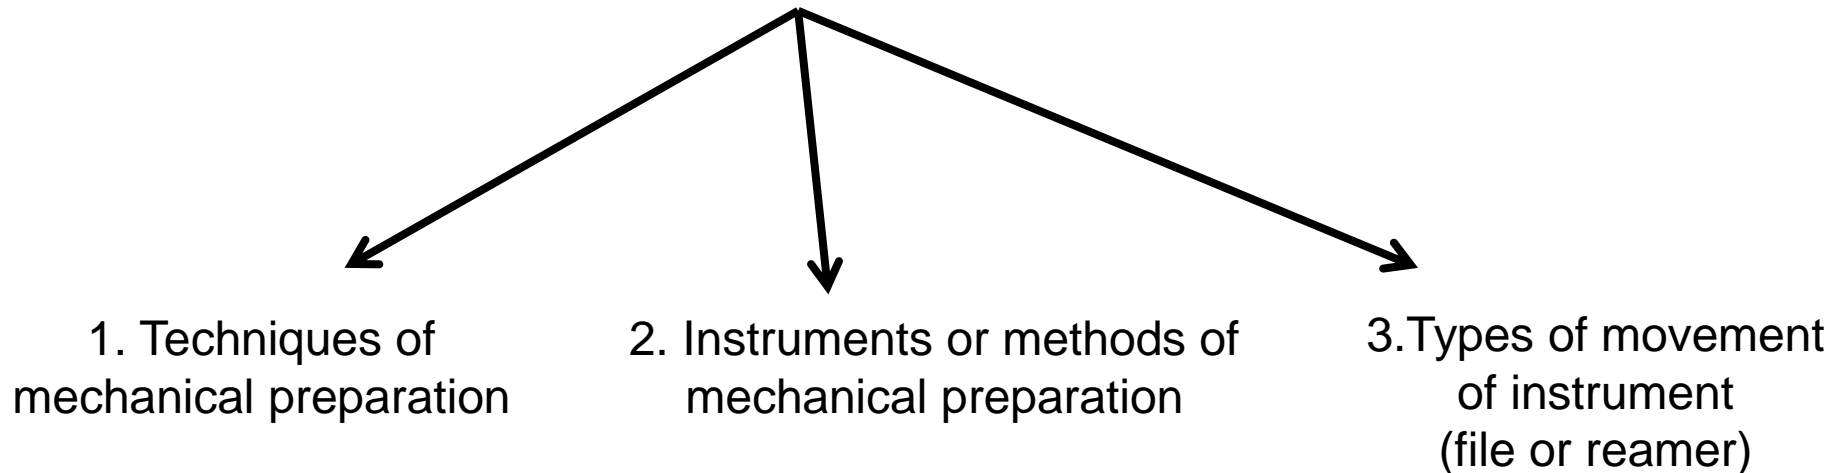 1. Techniques of
mechanical preparation
2. Instruments or methods of
mechanical preparation
3.Types of movement
of instrument
(file or reamer)